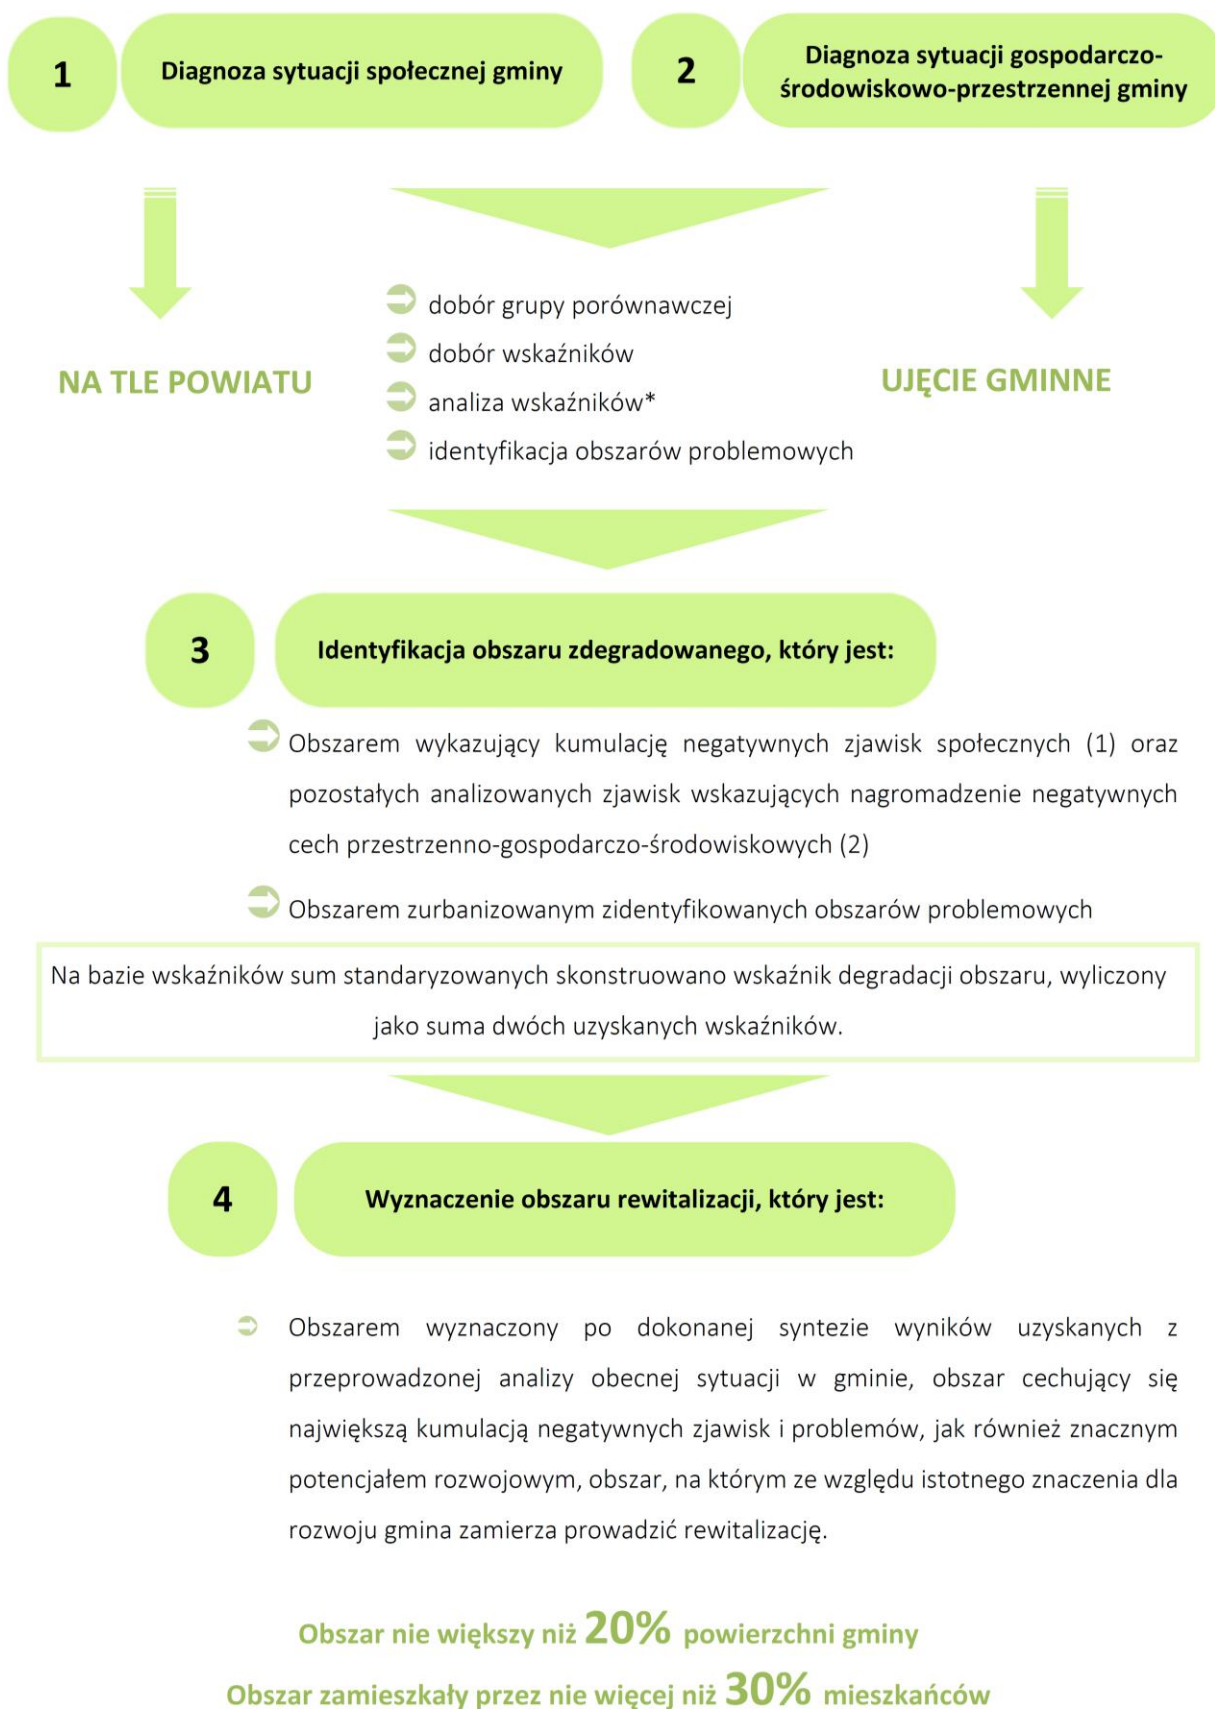 1
Diagnoza sytuacji społecznej gminy
2
Diagnoza sytuacji gospodarczo-
środowiskowo-przestrzennej gminy
NA TLE POWIATU
dobór grupy porównawczej
dobór wskaźników
analiza wskaźników*
identyfikacja obszarów problemowych
UJĘCIE GMINNE
3
Identyfikacja obszaru zdegradowanego, który jest:
Obszarem wykazujący kumulację negatywnych zjawisk społecznych (1) oraz
pozostałych analizowanych zjawisk wskazujących nagromadzenie negatywnych
cech przestrzenno-gospodarczo-środowiskowych (2)
Obszarem zurbanizowanym zidentyfikowanych obszarów problemowych
Na bazie wskaźników sum standaryzowanych skonstruowano wskaźnik degradacji obszaru, wyliczony
jako suma dwóch uzyskanych wskaźników.
4
Wyznaczenie obszaru rewitalizacji, który jest:
Obszarem wyznaczony po dokonanej syntezie wyników uzyskanych z
przeprowadzonej analizy obecnej sytuacji w gminie, obszar cechujący się
największą kumulacją negatywnych zjawisk i problemów, jak również znacznym
potencjałem rozwojowym, obszar, na którym ze względu istotnego znaczenia dla
rozwoju gmina zamierza prowadzić rewitalizację.
Obszar nie większy niż 20% powierzchni gminy
Obszar zamieszkały przez nie więcej niż 30% mieszkańców